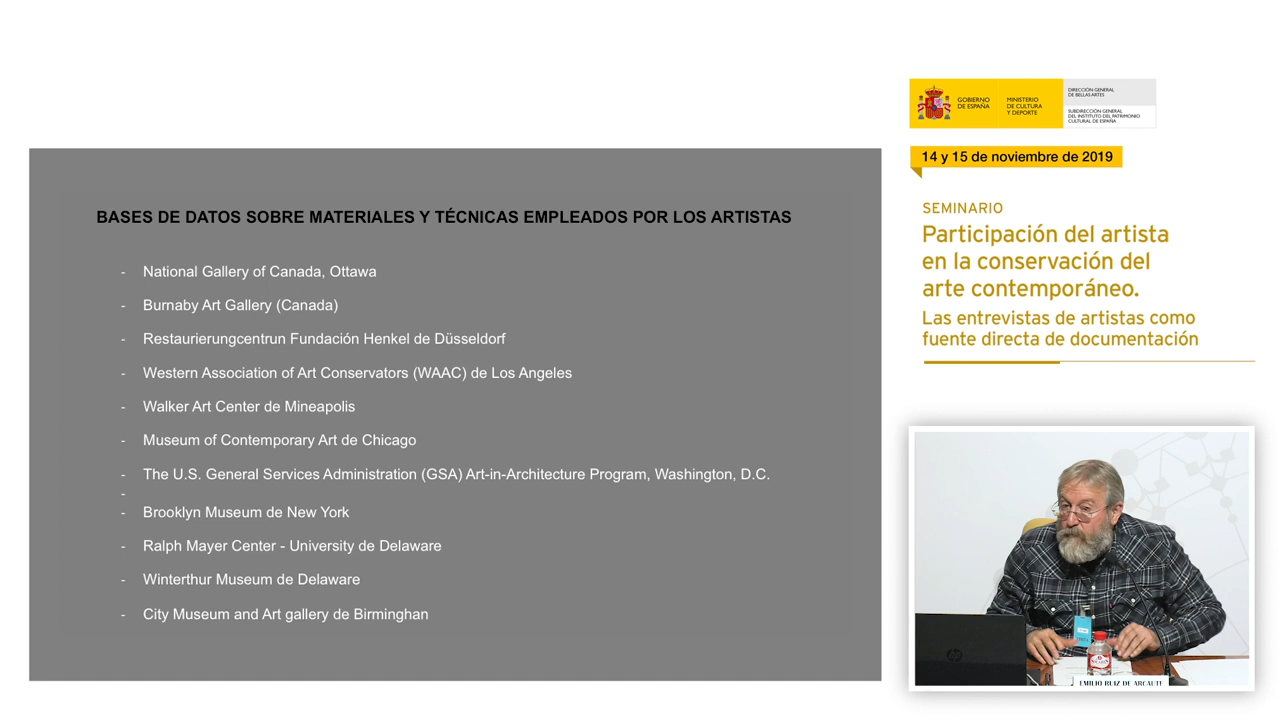 GOBIERNO
DE ESPAÑA
MINISTERIO
DE CULTURA
Y DEPORTE
DIRECCIÓN GENERAL
DE BELLAS ARTES
SUBDIRECCIÓN GENERAL
DEL INSTITUTO DEL PATRIMONIO
CULTURAL DE ESPAÑA
14 y 15 de noviembre de 2019
SEMINARIO
Participación del artista
en la conservación del
arte contemporáneo.
Las entrevistas de artistas como
fuente directa de documentación
BASES DE DATOS SOBRE MATERIALES Y TÉCNICAS EMPLEADOS POR LOS ARTISTAS
- National Gallery of Canada, Ottawa
- Burnaby Art Gallery (Canada)
- Restaurierungcentrun Fundación Henkel de Düsseldorf
- Western Association of Art Conservators (WAAC) de Los Angeles
- Walker Art Center de Mineapolis
- Museum of Contemporary Art de Chicago
- The U.S. General Services Administration (GSA) Art-in-Architecture Program, Washington, D.C.
-
- Brooklyn Museum de New York
- Ralph Mayer Center - University de Delaware
- Winterthur Museum de Delaware
- City Museum and Art gallery de Birminghan
hp
EMILIO RUIZ DE ARCAUTE